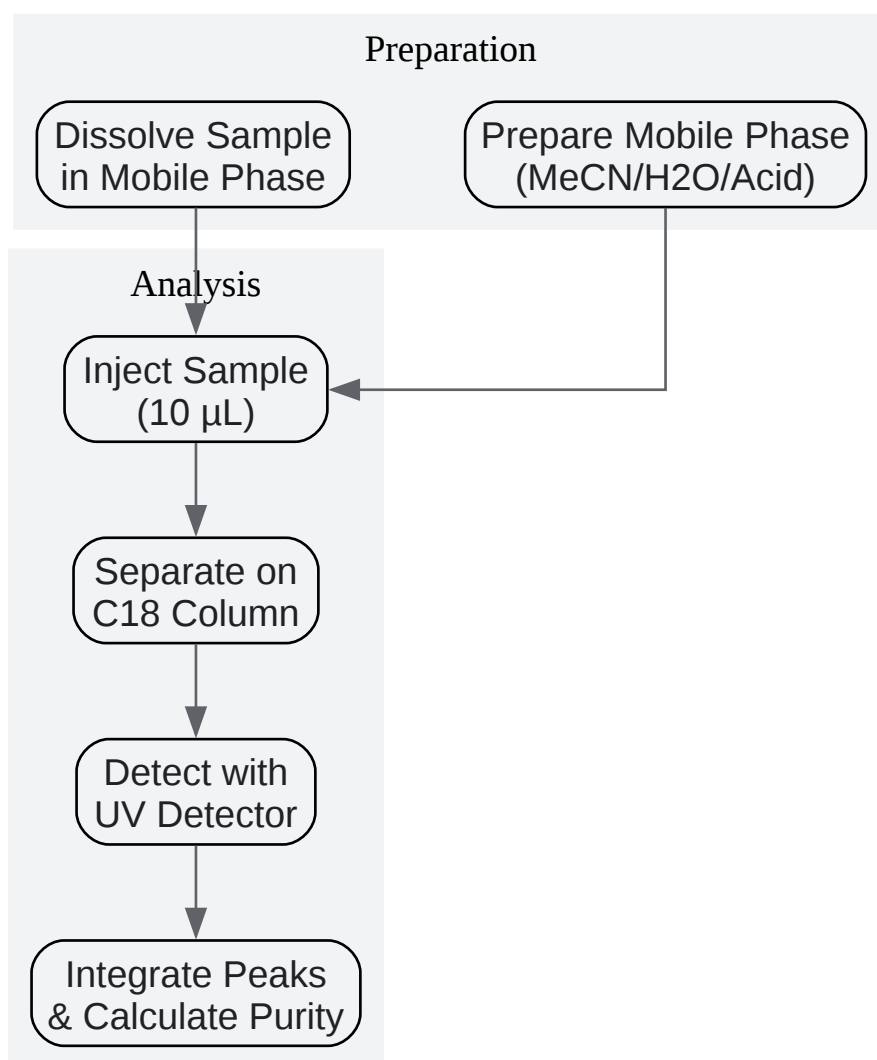 Preparation
Dissolve Sample
in Mobile Phase
Prepare Mobile Phase
(MeCN/H2O/Acid)
Analysis
Inject Sample
(10 µL)
Separate on
C18 Column
Detect with
UV Detector
Integrate Peaks
& Calculate Purity